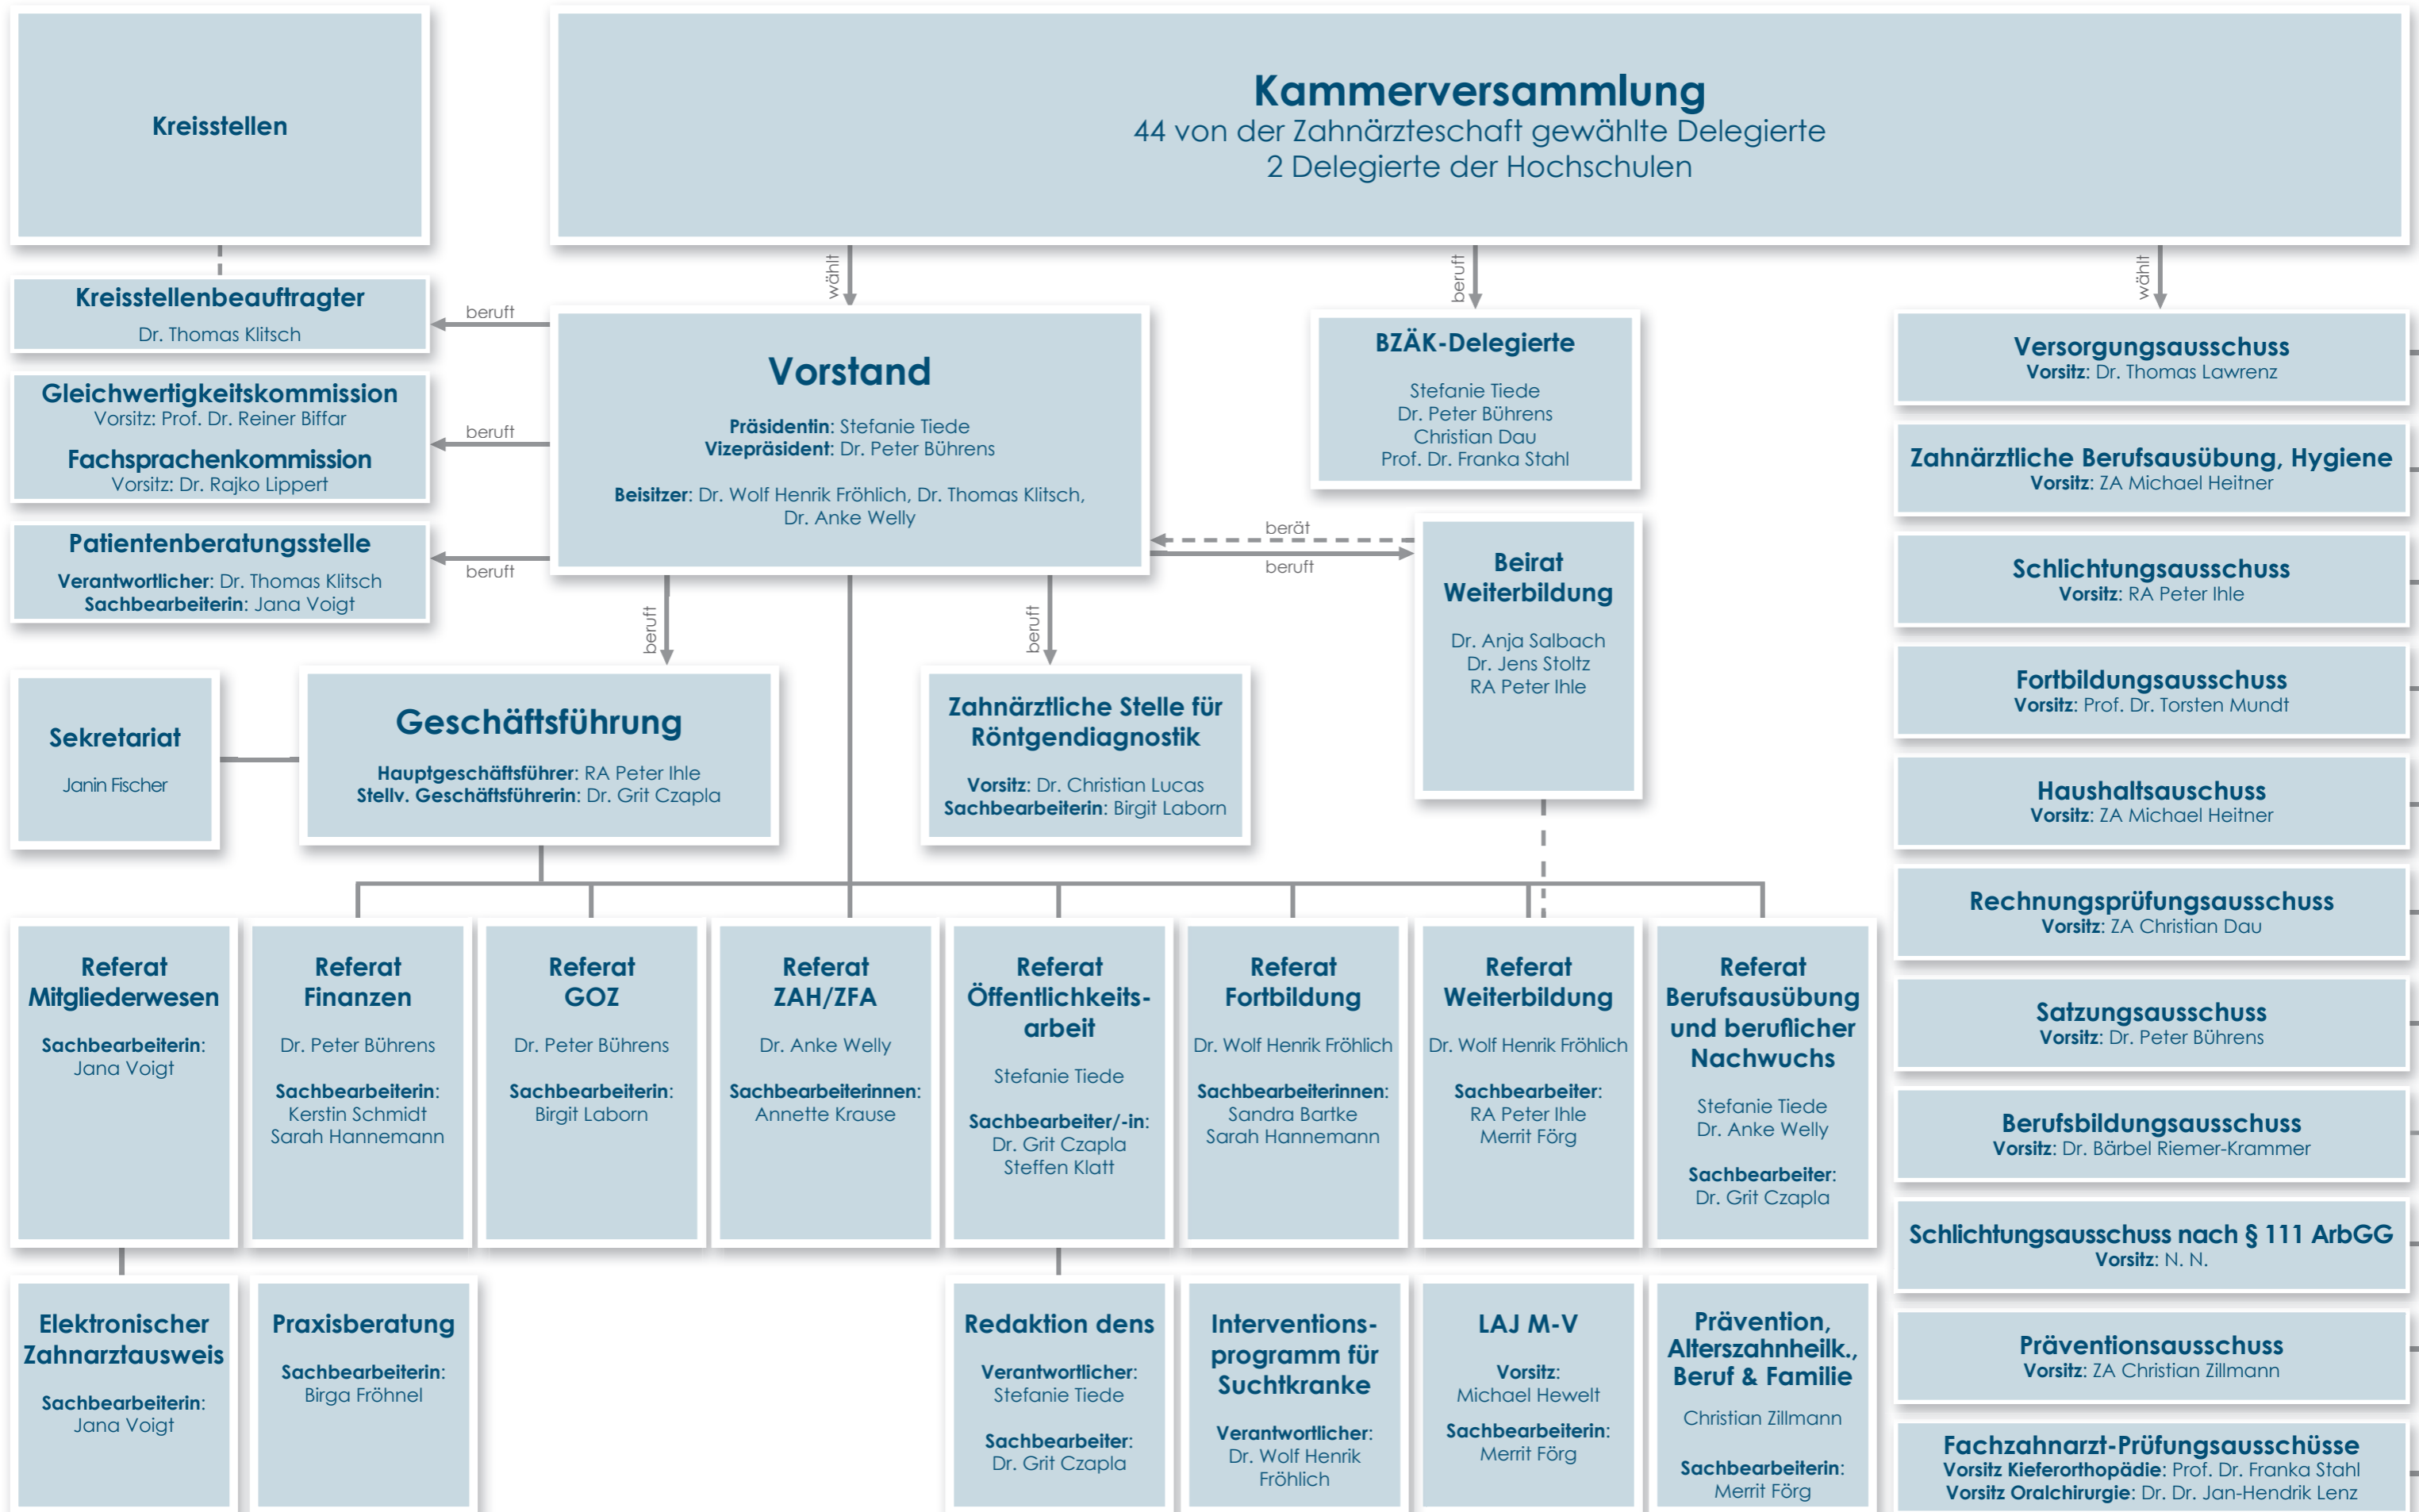 Kreisstellen
Kammerversammlung
44 von der Zahnärzteschaft gewählte Delegierte
2 Delegierte der Hochschulen
wählt
beruft
wählt
Kreisstellenbeauftragter
Dr. Thomas Klitsch
beruft
Gleichwertigkeitskommission
Vorsitz: Prof. Dr. Reiner Biffar
Fachsprachenkommission
Vorsitz: Dr. Rajko Lippert
beruft
Patientenberatungsstelle
Verantwortlicher: Dr. Thomas Klitsch
Sachbearbeiterin: Jana Voigt
beruft
Vorstand
Präsidentin: Stefanie Tiede
Vizepräsident: Dr. Peter Bührens
Beisitzer: Dr. Wolf Henrik Fröhlich, Dr. Thomas Klitsch,
Dr. Anke Welly
BZÄK-Delegierte
Stefanie Tiede
Dr. Peter Bührens
Christian Dau
Prof. Dr. Franka Stahl
berät
beruft
Beirat
Weiterbildung
Dr. Anja Salbach
Dr. Jens Stoltz
RA Peter Ihle
beruft
beruft
Sekretariat
Janin Fischer
Geschäftsführung
Hauptgeschäftsführer: RA Peter Ihle
Stellv. Geschäftsführerin: Dr. Grit Czapla
Zahnärztliche Stelle für
Röntgendiagnostik
Vorsitz: Dr. Christian Lucas
Sachbearbeiterin: Birgit Laborn
Versorgungsausschuss
Vorsitz: Dr. Thomas Lawrenz
Zahnärztliche Berufsausübung, Hygiene
Vorsitz: ZA Michael Heitner
Schlichtungsausschuss
Vorsitz: RA Peter Ihle
Fortbildungsausschuss
Vorsitz: Prof. Dr. Torsten Mundt
Haushaltsauschuss
Vorsitz: ZA Michael Heitner
Rechnungsprüfungsausschuss
Vorsitz: ZA Christian Dau
Satzungsausschuss
Vorsitz: Dr. Peter Bührens
Berufsbildungsausschuss
Vorsitz: Dr. Bärbel Riemer-Krammer
Schlichtungsausschuss nach § 111 ArbGG
Vorsitz: N. N.
Präventionsausschuss
Vorsitz: ZA Christian Zillmann
Fachzahnarzt-Prüfungsausschüsse
Vorsitz Kieferorthopädie: Prof. Dr. Franka Stahl
Vorsitz Oralchirurgie: Dr. Dr. Jan-Hendrik Lenz
Referat
Mitgliederwesen
Sachbearbeiterin:
Jana Voigt
Referat
Finanzen
Dr. Peter Bührens
Sachbearbeiterin:
Kerstin Schmidt
Sarah Hannemann
Referat
GOZ
Dr. Peter Bührens
Sachbearbeiterin:
Birgit Laborn
Referat
ZAH/ZFA
Dr. Anke Welly
Sachbearbeiterinnen:
Annette Krause
Referat
Öffentlichkeits-
arbeit
Stefanie Tiede
Sachbearbeiter/-in:
Dr. Grit Czapla
Steffen Klatt
Referat
Fortbildung
Dr. Wolf Henrik Fröhlich
Sachbearbeiterinnen:
Sandra Bartke
Sarah Hannemann
Referat
Weiterbildung
Dr. Wolf Henrik Fröhlich
Sachbearbeiter:
RA Peter Ihle
Merrit Förg
Referat
Berufsausübung
und beruflicher
Nachwuchs
Stefanie Tiede
Dr. Anke Welly
Sachbearbeiter:
Dr. Grit Czapla
Elektronischer
Zahnarztausweis
Sachbearbeiterin:
Jana Voigt
Praxisberatung
Sachbearbeiterin:
Birga Fröhnel
Redaktion dens
Verantwortlicher:
Stefanie Tiede
Sachbearbeiter:
Dr. Grit Czapla
Interventions-
programm für
Suchtkranke
Verantwortlicher:
Dr. Wolf Henrik
Fröhlich
LAJ M-V
Vorsitz:
Michael Hewelt
Sachbearbeiterin:
Merrit Förg
Prävention,
Alterszahnheilk.,
Beruf & Familie
Christian Zillmann
Sachbearbeiterin:
Merrit Förg